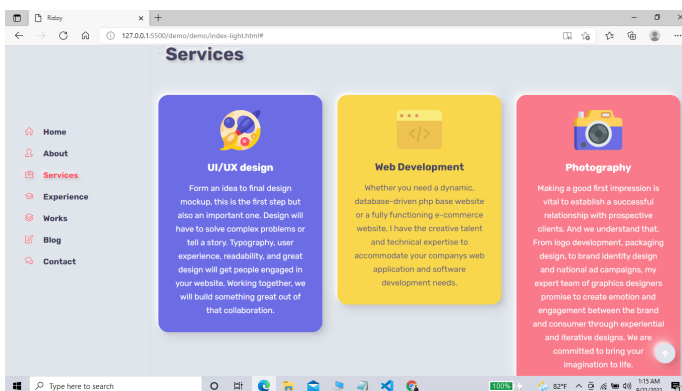 Riday
127.0.0.1:5500/demo/demo/index-light.html#
Services
Home
About
Services
Experience
Works
Blog
Contact
UI/UX design
Form an idea to final design
mockup, this is the first step but
also an important one. Design will
have to solve complex problems or
tell a story. Typography, user
experience, readability, and great
design will get people engaged in
your website. Working together, we
will build something great out of
that collaboration.
</>
Web Development
Whether you need a dynamic,
database-driven php base website
or a fully functioning e-commerce
website, I have the creative talent
and technical expertise to
accommodate your companys web
application and software
development needs.
Photography
Making a good first impression is
vital to establish a successful
relationship with prospective
clients. And we understand that.
From logo development, packaging
design, to brand identity design
and national ad campaigns, my
expert team of graphics designers
promise to create emotion and
engagement between the brand
and consumer through experiential
and iterative designs. We are
committed to bring your
imagination to life.
Type here to search
100%
82°F
1:15 AM
9/21/2021